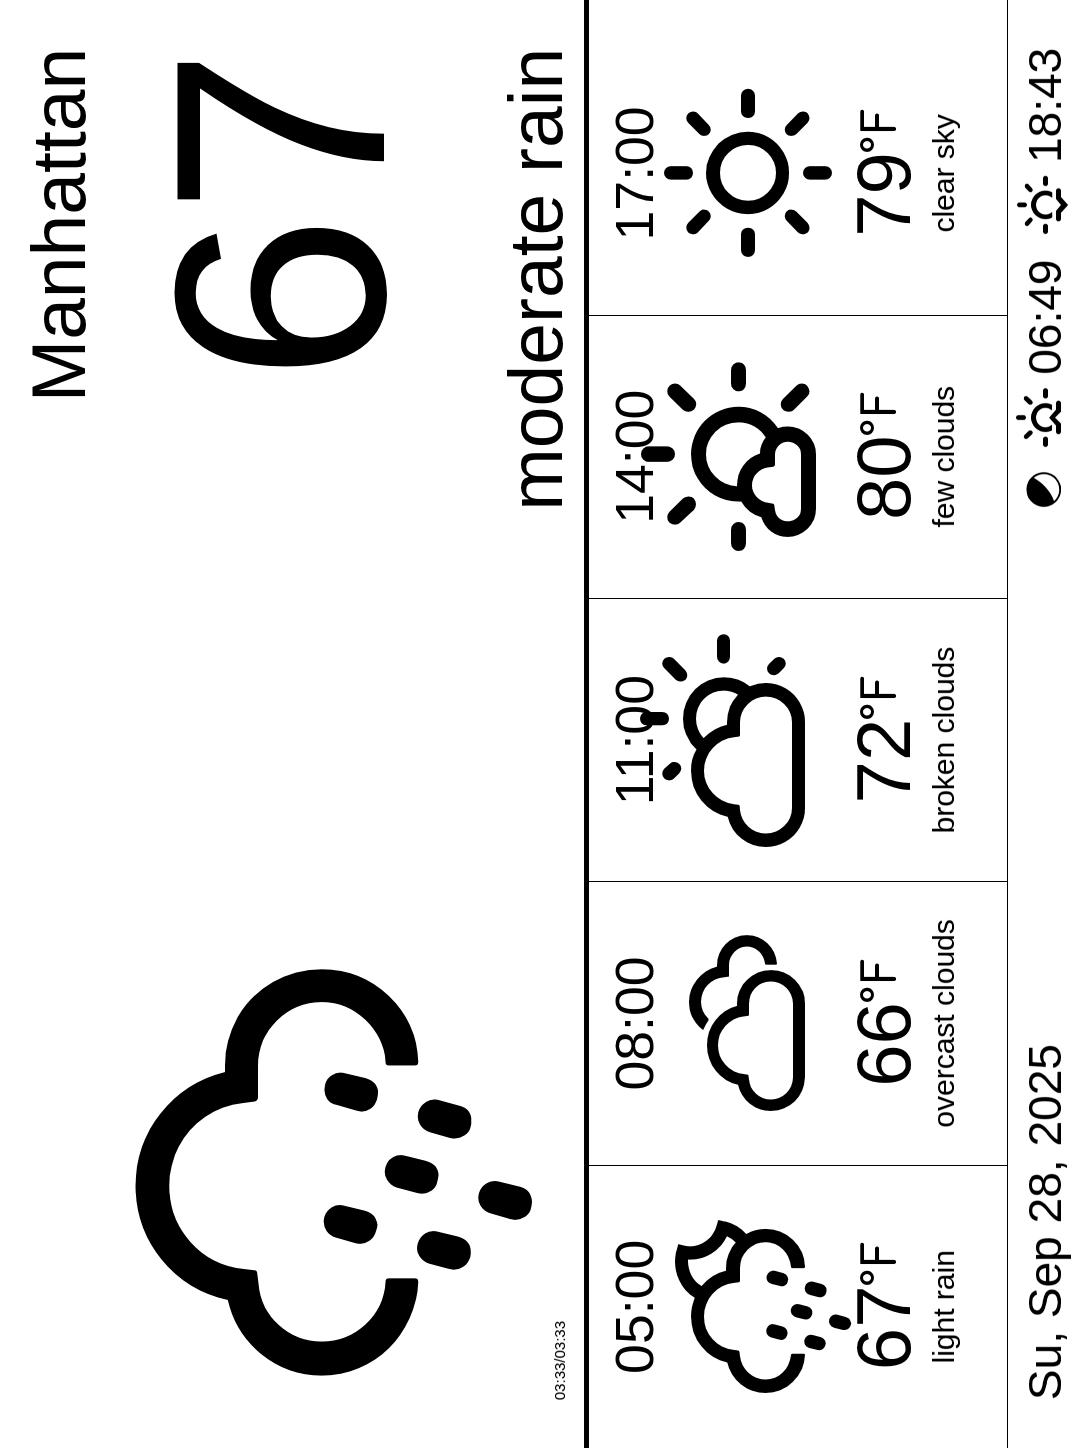 Manhattan
67
moderate rain
03:33/03:33
05:00
67°F
light rain
08:00
66°F
overcast clouds
11:00
72°F
broken clouds
14:00
80°F
few clouds
17:00
79°F
clear sky
Su, Sep 28, 2025
06:49 18:43